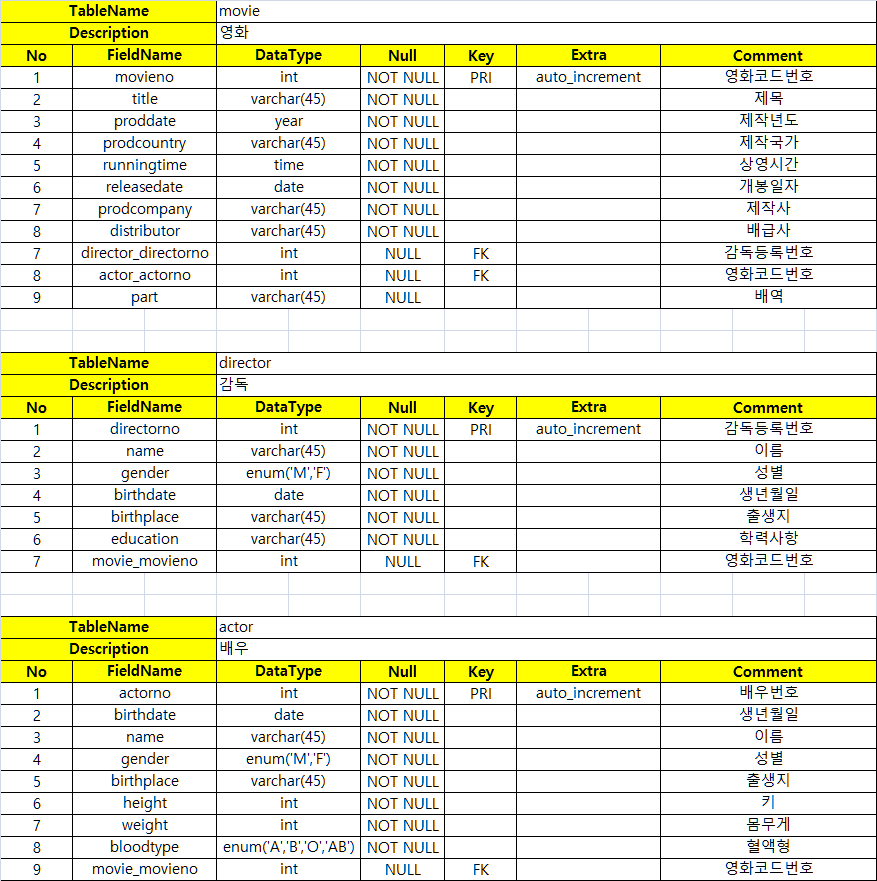 TableName movie
Description 영화
No FieldName DataType Null Key Extra Comment
1 movieno int NOT NULL PRI auto_increment 영화코드번호
2 title varchar(45) NOT NULL 제목
3 proddate year NOT NULL 제작년도
4 prodcountry varchar(45) NOT NULL 제작국가
5 runningtime time NOT NULL 상영시간
6 releasedate date NOT NULL 개봉일자
7 prodcompany varchar(45) NOT NULL 제작사
8 distributor varchar(45) NOT NULL 배급사
7 director_directorno int NULL FK 감독등록번호
8 actor_actorno int NULL FK 영화코드번호
9 part varchar(45) NULL 배역
TableName director
Description 감독
No FieldName DataType Null Key Extra Comment
1 directorno int NOT NULL PRI auto_increment 감독등록번호
2 name varchar(45) NOT NULL 이름
3 gender enum('M','F') NOT NULL 성별
4 birthdate date NOT NULL 생년월일
5 birthplace varchar(45) NOT NULL 출생지
6 education varchar(45) NOT NULL 학력사항
7 movie_movieno int NULL FK 영화코드번호
TableName actor
Description 배우
No FieldName DataType Null Key Extra Comment
1 actorno int NOT NULL PRI auto_increment 배우번호
2 birthdate date NOT NULL 생년월일
3 name varchar(45) NOT NULL 이름
4 gender enum('M','F') NOT NULL 성별
5 birthplace varchar(45) NOT NULL 출생지
6 height int NOT NULL 키
7 weight int NOT NULL 몸무게
8 bloodtype enum('A','B','O','AB') NOT NULL 혈액형
9 movie_movieno int NULL FK 영화코드번호